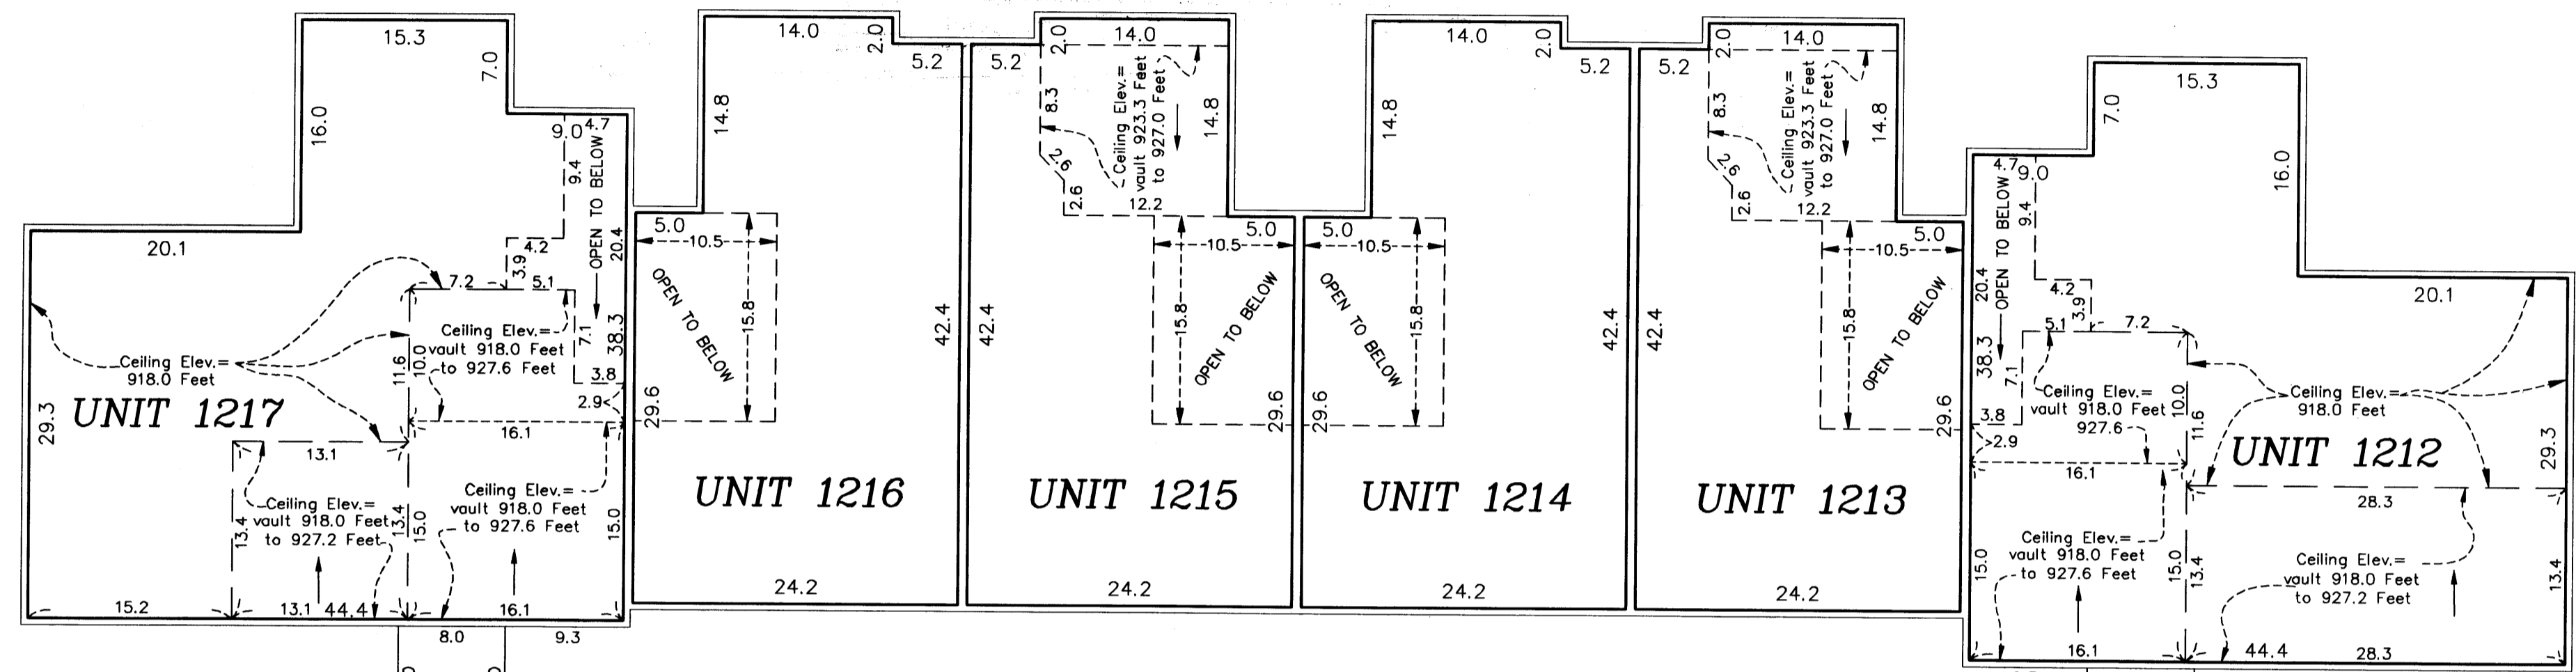 15.3
7.0
16.0
20.1
9.0
4.7
9.4
OPEN TO BELOW
20.4
4.2
3.9
7.2
5.1
Ceiling Elev.=
vault 918.0 Feet
to 927.6 Feet
7.1
38.3
3.8
2.9
11.6
10.0
16.1
Ceiling Elev.=
918.0 Feet
UNIT 1217
29.3
13.1
Ceiling Elev.=
vault 918.0 Feet
to 927.2 Feet
13.4
13.4
15.0
Ceiling Elev.=
vault 918.0 Feet
to 927.6 Feet
15.0
15.2
13.1
44.4
16.1
8.0
9.3
14.0
2.0
5.2
14.8
5.0
10.5
15.8
OPEN TO BELOW
29.6
42.4
UNIT 1216
24.2
5.2
2.0
14.0
8.3
Ceiling Elev.=
vault 923.3 Feet
to 927.0 Feet
14.8
2.6
2.6
12.2
5.0
10.5
15.8
OPEN TO BELOW
42.4
29.6
UNIT 1215
24.2
14.0
2.0
5.2
14.8
5.0
10.5
15.8
OPEN TO BELOW
29.6
42.4
UNIT 1214
24.2
5.2
2.0
14.0
8.3
Ceiling Elev.=
vault 923.3 Feet
to 927.0 Feet
14.8
2.6
2.6
12.2
5.0
10.5
15.8
OPEN TO BELOW
42.4
29.6
UNIT 1213
24.2
15.3
7.0
16.0
4.7
9.0
9.4
OPEN TO BELOW
20.4
4.2
3.9
5.1
7.2
20.1
38.3
7.1
Ceiling Elev.=
vault 918.0 Feet
927.6
3.8
2.9
10.0
11.6
16.1
Ceiling Elev.=
918.0 Feet
UNIT 1212
29.3
28.3
Ceiling Elev.=
vault 918.0 Feet
to 927.6 Feet
15.0
15.0
13.4
Ceiling Elev.=
vault 918.0 Feet
to 927.2 Feet
13.4
16.1
44.4
28.3